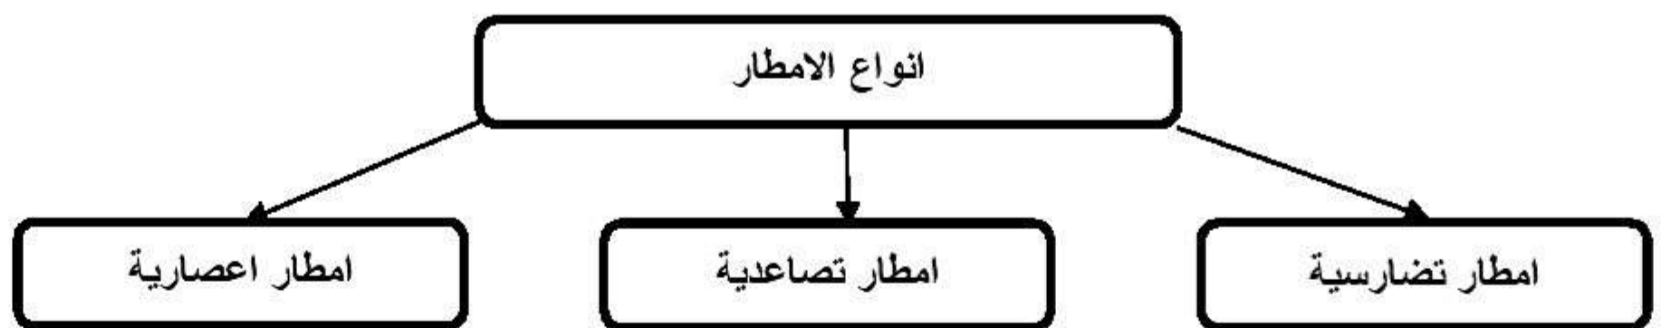 انواع الامطار
امطار تضارسية
امطار تصاعدية
امطار اعصارية